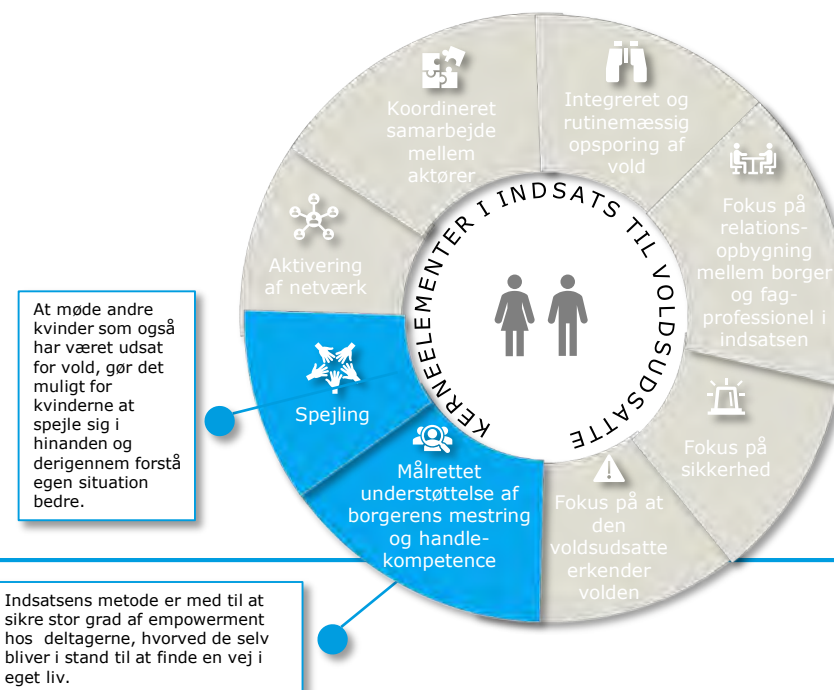 Koordineret
samarbejde
mellem
aktører
Integreret og
rutinemæssig
opsporing af
vold
Fokus på
relations-
opbygning
mellem borger
og fag-
professionel i
indsatsen
Fokus på
sikkerhed
Fokus på at
den
voldsudsatte
erkender
volden
Målrettet
understøttelse af
borgerens mestring
og handle-
kompetence
Spejling
Aktivering
af netværk
KERNEELEMENTER I INDSATS TIL VOLDSUDSATTE
At møde andre
kvinder som også
har været udsat
for vold, gør det
muligt for
kvinderne at
spejle sig i
hinanden og
derigennem forstå
egen situation
bedre.
Indsatsens metode er med til at
sikre stor grad af empowerment
hos deltagerne, hvorved de selv
bliver i stand til at finde en vej i
eget liv.